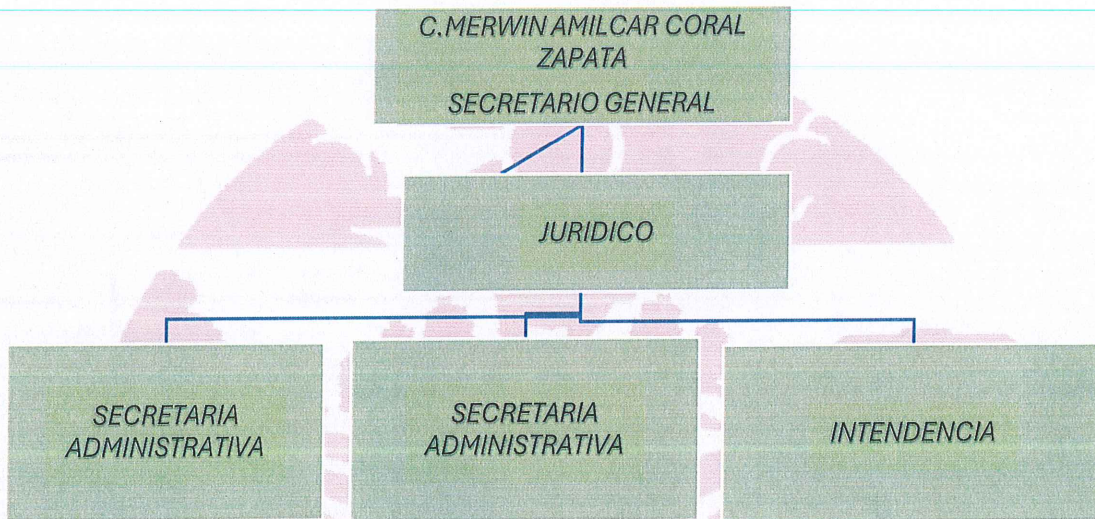 C.MERWIN AMILCAR CORAL
ZAPATA
SECRETARIO GENERAL
JURIDICO
SECRETARIA
ADMINISTRATIVA
SECRETARIA
ADMINISTRATIVA
INTENDENCIA